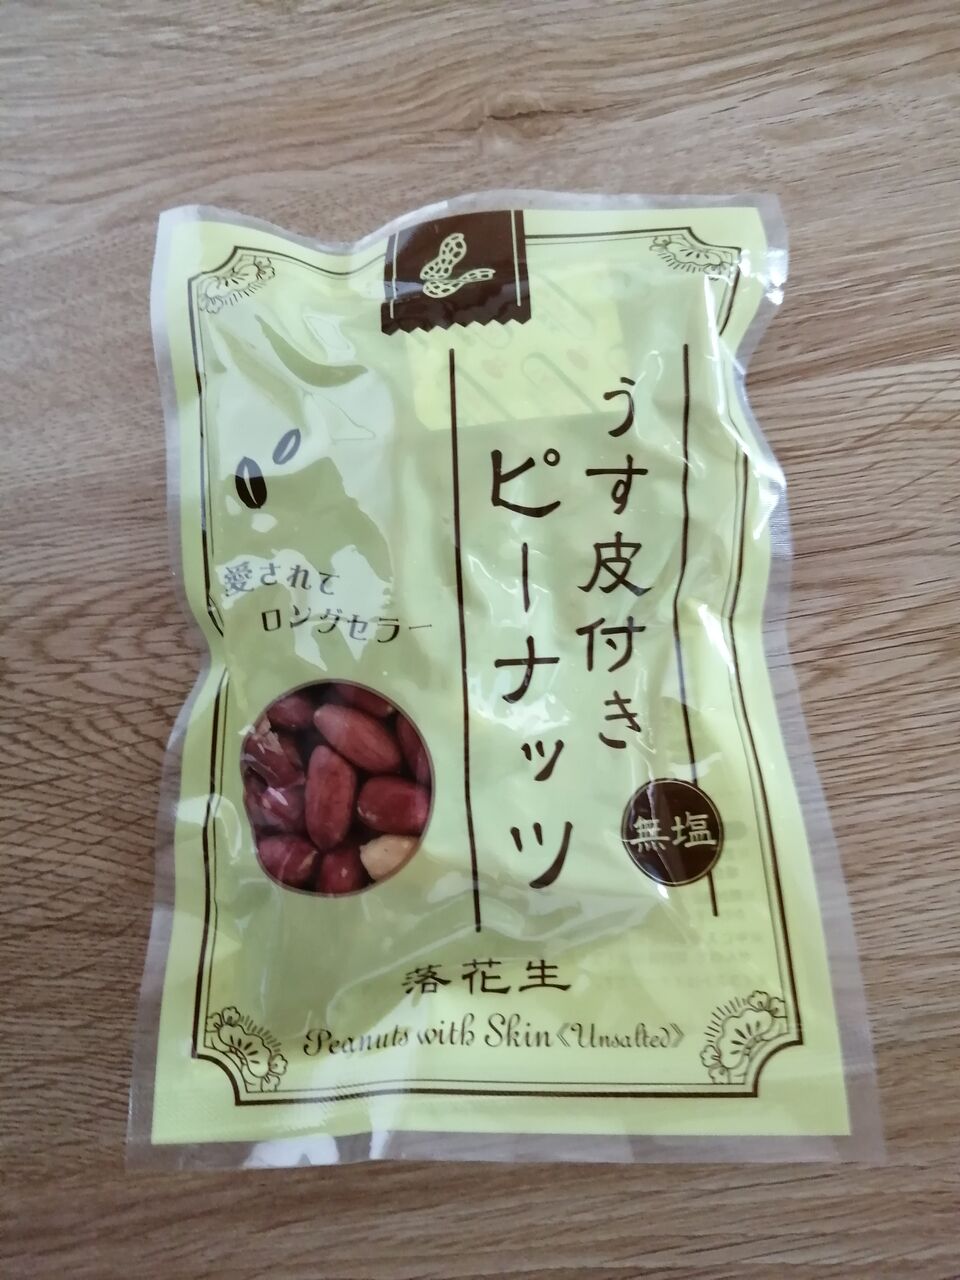 うす皮付き
ピーナッツ
無塩
愛されて
ロングセラー
落花生
Peanuts with Skin《Unsalted》